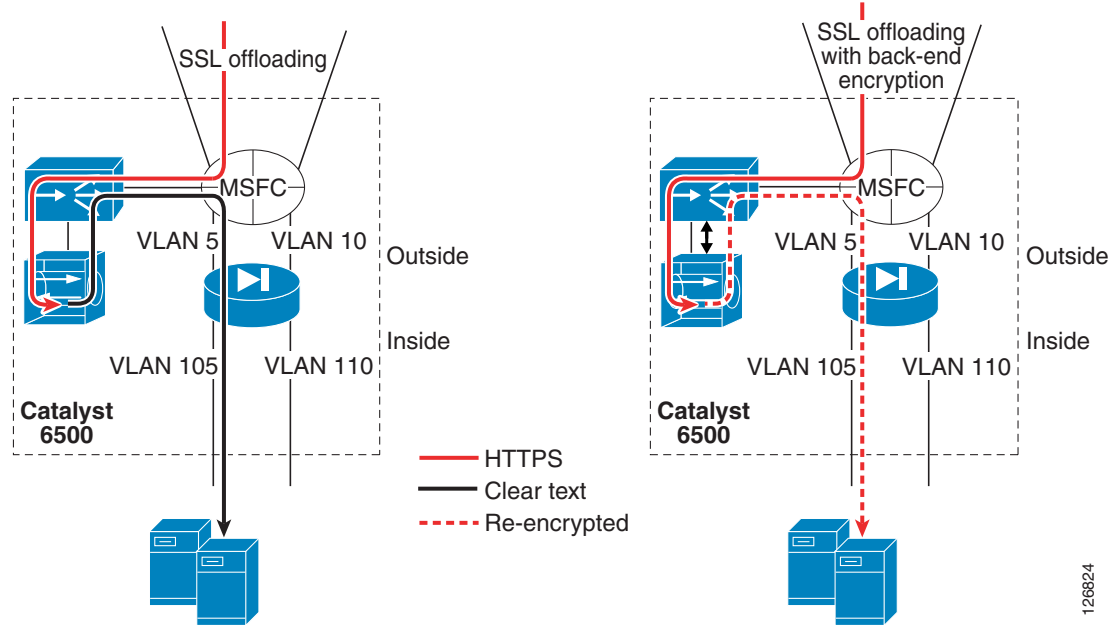 SSL offloading
MSFC
VLAN 5
VLAN 10
Outside
Inside
VLAN 105
VLAN 110
Catalyst
6500
HTTPS
Clear text
Re-encrypted
SSL offloading
with back-end
encryption
MSFC
VLAN 5
VLAN 10
Outside
Inside
VLAN 105
VLAN 110
Catalyst
6500
126824